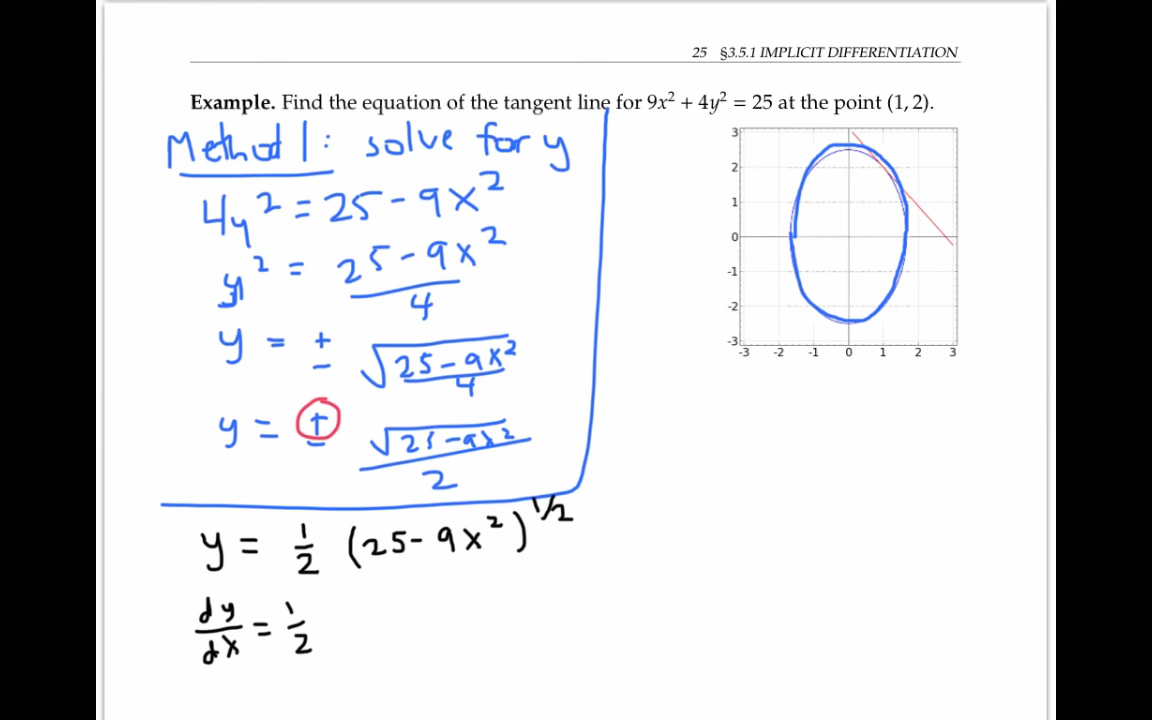 25 §3.5.1 IMPLICIT DIFFERENTIATION
Example. Find the equation of the tangent line for 9x² + 4y² = 25 at the point (1, 2).
Method 1: solve for y
4y² = 25 - 9x²
y² = (25 - 9x²)/4
y = ± √((25 - 9x²)/4)
y = ± √(25 - 9x²)/2
y = 1/2 (25 - 9x²)^1/2
dy/dx = 1/2
3
2
1
0
-1
-2
-3
-3 -2 -1 0 1 2 3